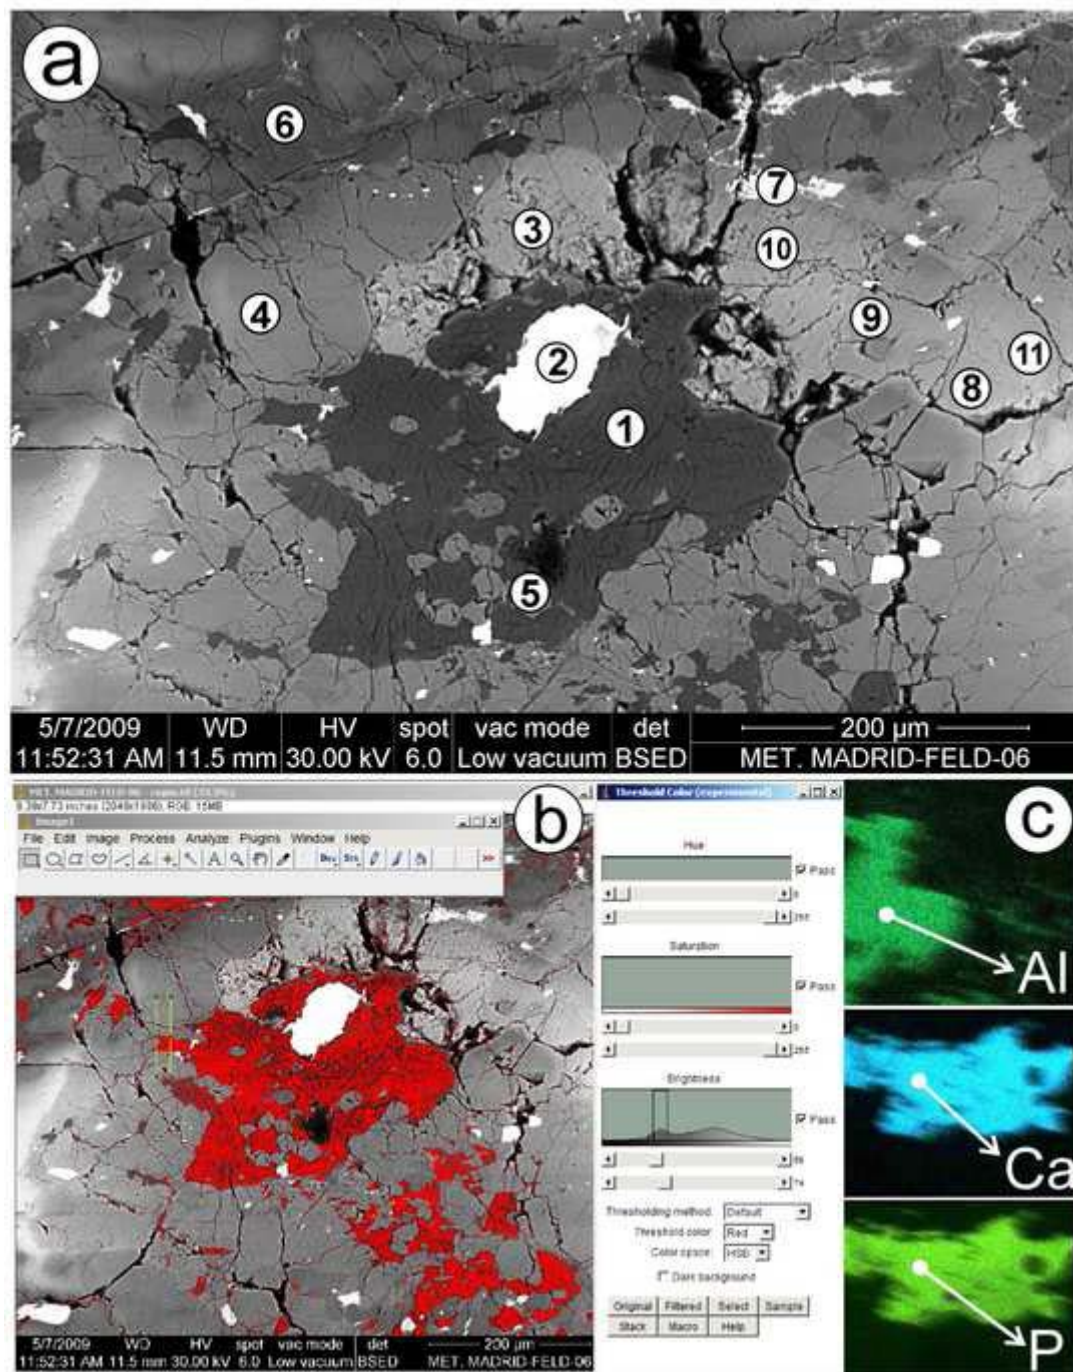 a
6
7
3
10
4
9
11
2
8
1
5
5/7/2009 WD HV spot vac mode det 200 µm
11:52:31 AM 11.5 mm 30.00 kV 6.0 Low vacuum BSED MET. MADRID-FELD-06
b
Threshold Color (experimental)
c
File Edit Image Process Analyze Plugins Window Help
Hue
Pass
Saturation
Pass
Al
Brightness
Pass
Ca
Thresholding method: Default
Threshold color: Red
Color space: HSB
Dark background
Original Filtered Select Sample
Stack Macro Help
P
5/7/2009 WD HV spot vac mode det 200 µm
11:52:31 AM 11.5 mm 30.00 kV 6.0 Low vacuum BSED MET. MADRID-FELD-06